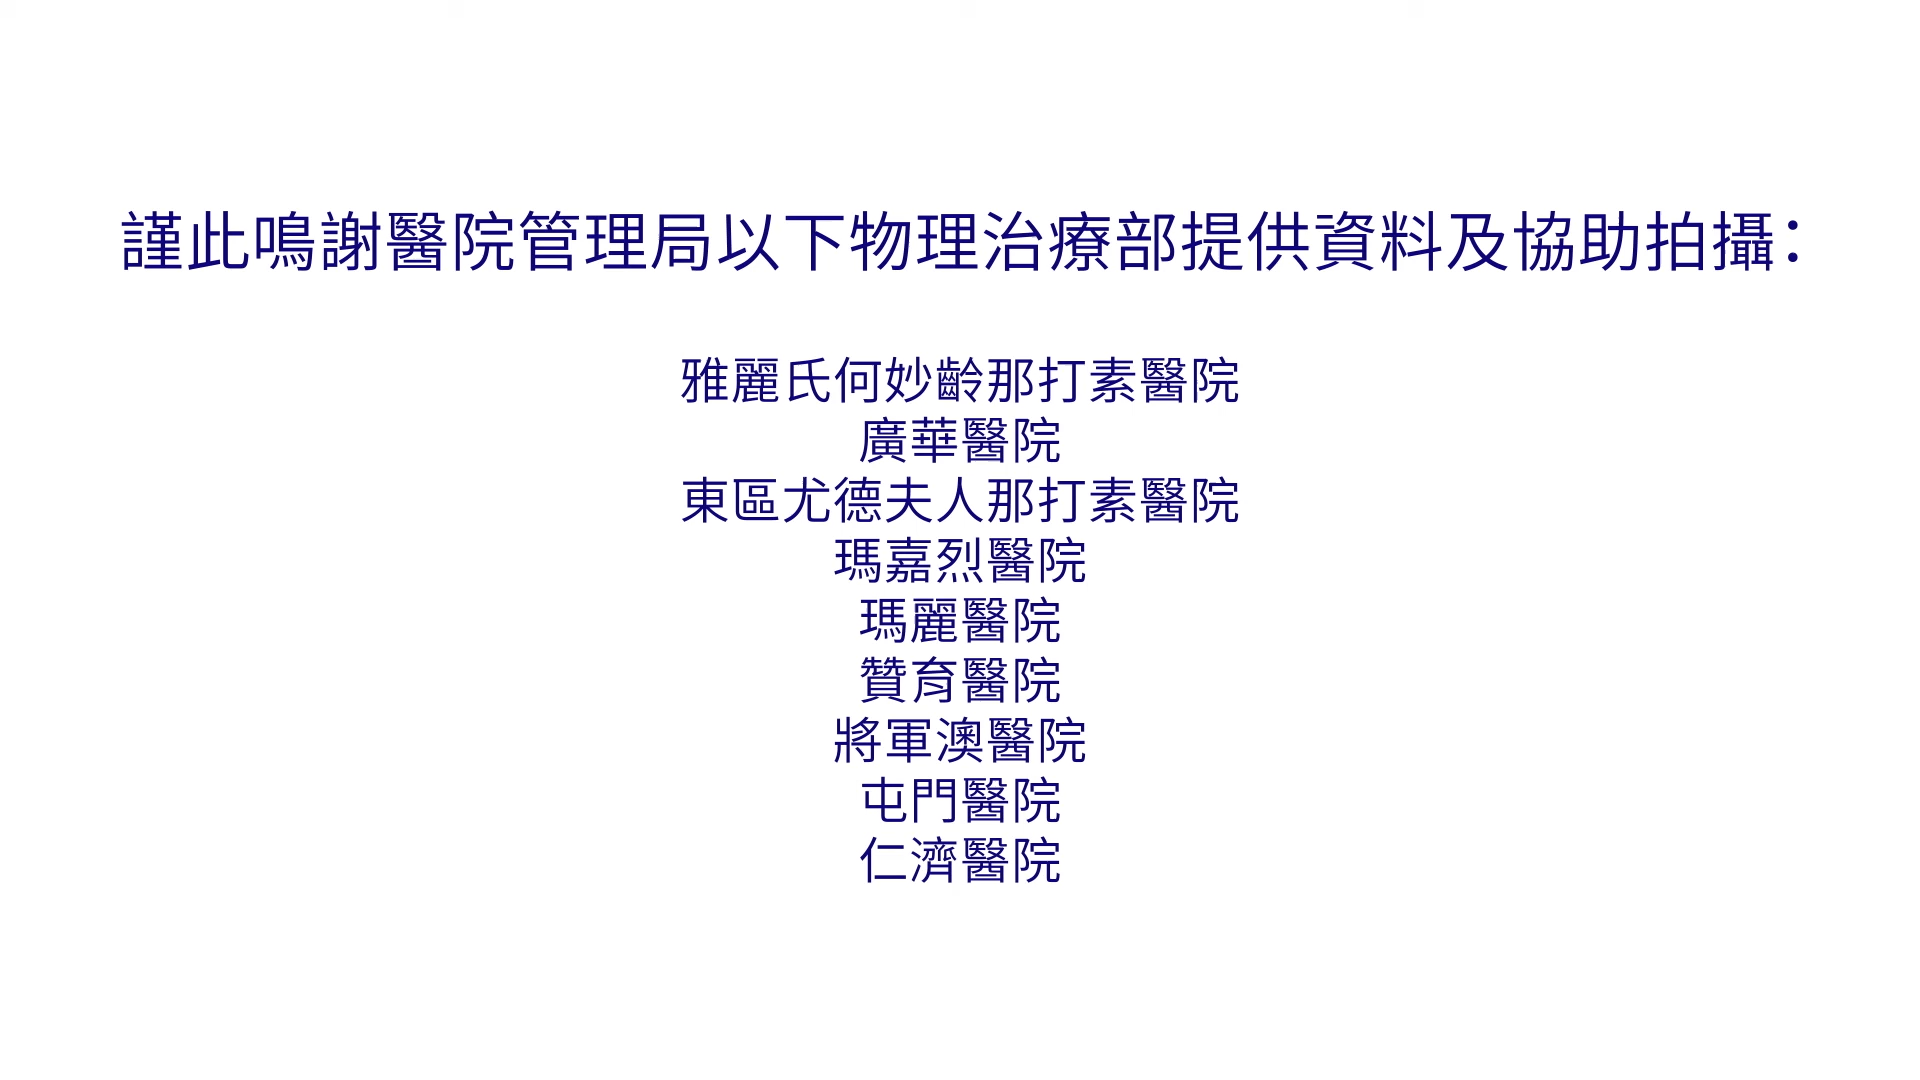 謹此鳴謝醫院管理局以下物理治療部提供資料及協助拍攝：
雅麗氏何妙齡那打素醫院
廣華醫院
東區尤德夫人那打素醫院
瑪嘉烈醫院
瑪麗醫院
贊育醫院
將軍澳醫院
屯門醫院
仁濟醫院